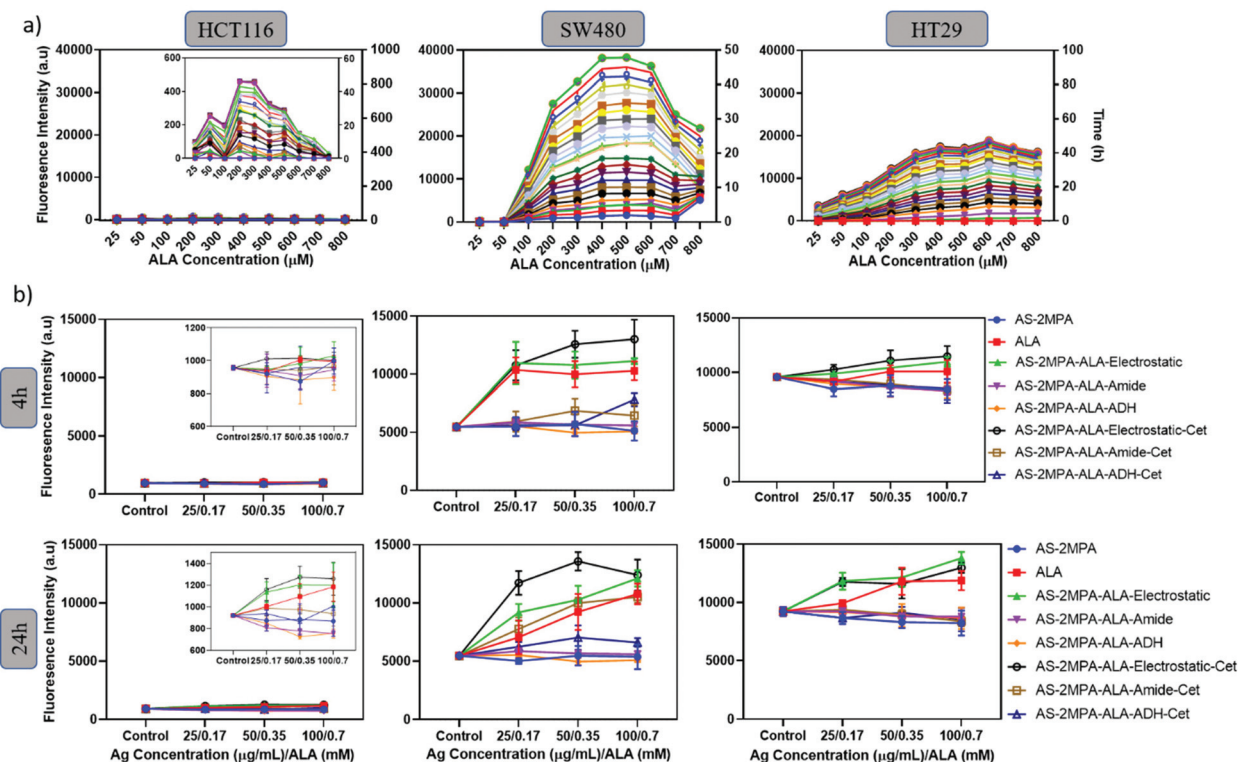 a)
HCT116
SW480
HT29
Fluorescence Intensity (a.u)
40000
30000
20000
10000
0
1000
800
600
400
200
0
600
400
200
0
60
40
20
0
25 50 100 200 300 400 500 600 700 800
25 50 100 200 300 400 500 600 700 800
ALA Concentration (μM)
40000
30000
20000
10000
0
50
40
30
20
10
0
25 50 100 200 300 400 500 600 700 800
ALA Concentration (μM)
40000
30000
20000
10000
0
100
80
60
40
20
0
Time (h)
25 50 100 200 300 400 500 600 700 800
ALA Concentration (μM)
b)
4h
Fluoresence Intensity (a.u)
15000
10000
5000
0
1200
1000
800
600
Control 25/0.17 50/0.35 100/0.7
Control 25/0.17 50/0.35 100/0.7
15000
10000
5000
0
Control 25/0.17 50/0.35 100/0.7
15000
10000
5000
0
Control 25/0.17 50/0.35 100/0.7
AS-2MPA
ALA
AS-2MPA-ALA-Electrostatic
AS-2MPA-ALA-Amide
AS-2MPA-ALA-ADH
AS-2MPA-ALA-Electrostatic-Cet
AS-2MPA-ALA-Amide-Cet
AS-2MPA-ALA-ADH-Cet
24h
Fluoresence Intensity (a.u)
15000
10000
5000
0
1400
1200
1000
800
600
Control 25/0.17 50/0.35 100/0.7
Control 25/0.17 50/0.35 100/0.7
Ag Concentration (μg/mL)/ALA (mM)
15000
10000
5000
0
Control 25/0.17 50/0.35 100/0.7
Ag Concentration (μg/mL)/ALA (mM)
15000
10000
5000
0
Control 25/0.17 50/0.35 100/0.7
Ag Concentration (μg/mL)/ALA (mM)
AS-2MPA
ALA
AS-2MPA-ALA-Electrostatic
AS-2MPA-ALA-Amide
AS-2MPA-ALA-ADH
AS-2MPA-ALA-Electrostatic-Cet
AS-2MPA-ALA-Amide-Cet
AS-2MPA-ALA-ADH-Cet